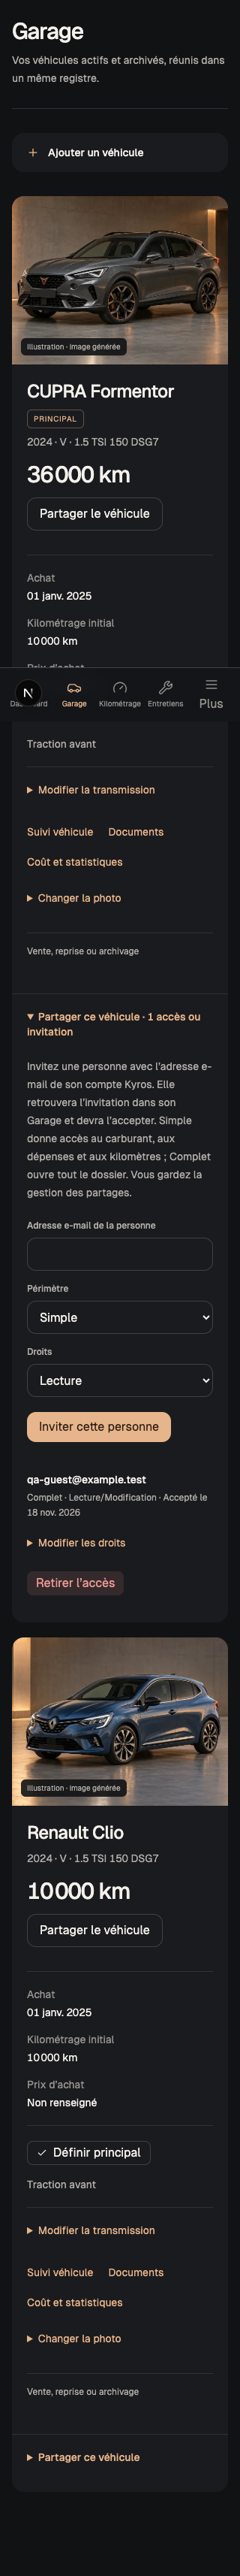 Garage
Vos véhicules actifs et archivés, réunis dans
un même registre.
Ajouter un véhicule
Illustration · image générée
CUPRA Formentor
PRINCIPAL
2024 · V · 1.5 TSI 150 DSG7
36 000 km
Partager le véhicule
Achat
01 janv. 2025
Kilométrage initial
10 000 km
Prix d'achat
N
Garage
Kilométrage
Entretiens
Plus
Traction avant
Modifier la transmission
Suivi véhicule
Documents
Coût et statistiques
Changer la photo
Vente, reprise ou archivage
Partager ce véhicule · 1 accès ou
invitation
Invitez une personne avec l'adresse e-
mail de son compte Kyros. Elle
retrouvera l'invitation dans son
Garage et devra l'accepter. Simple
donne accès au carburant, aux
dépenses et aux kilomètres ; Complet
ouvre tout le dossier. Vous gardez la
gestion des partages.
Adresse e-mail de la personne
Périmètre
Simple
Droits
Lecture
Inviter cette personne
qa-guest@example.test
Complet · Lecture/Modification · Accepté le
18 nov. 2026
Modifier les droits
Retirer l'accès
Illustration · image générée
Renault Clio
2024 · V · 1.5 TSI 150 DSG7
10 000 km
Partager le véhicule
Achat
01 janv. 2025
Kilométrage initial
10 000 km
Prix d'achat
Non renseigné
Définir principal
Traction avant
Modifier la transmission
Suivi véhicule
Documents
Coût et statistiques
Changer la photo
Vente, reprise ou archivage
Partager ce véhicule